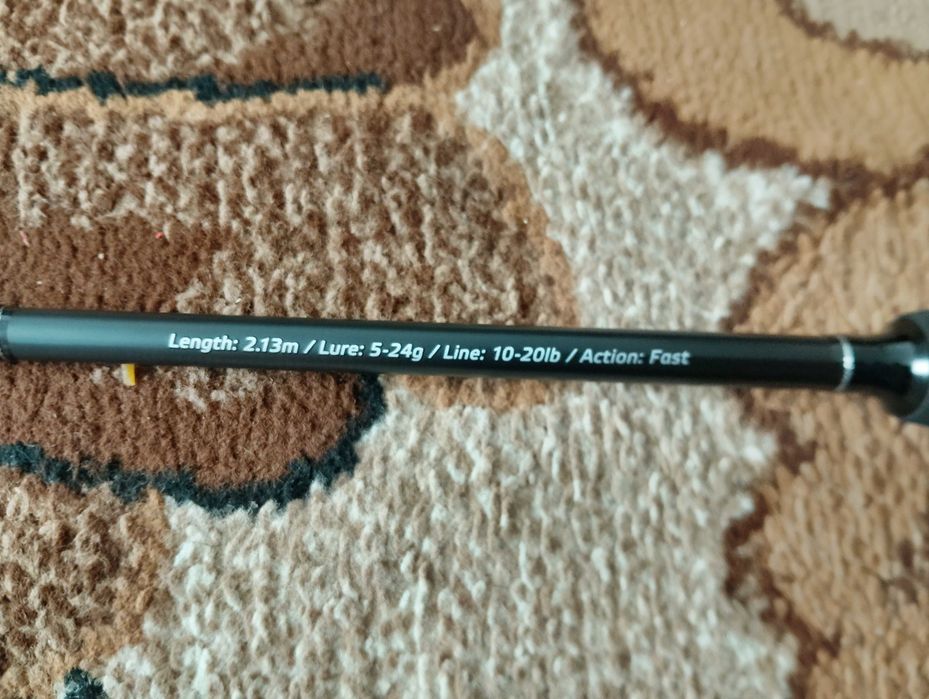 Length: 2.13m / Lure: 5-24g / Line: 10-20lb / Action: Fast